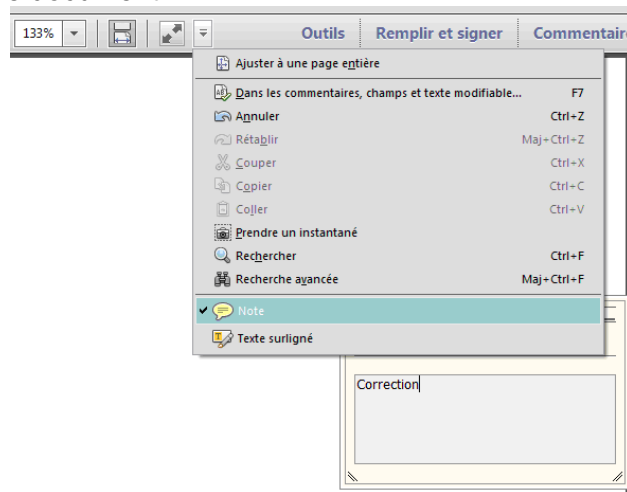 133% Outils Remplir et signer Commentair
Ajuster à une page entière
Dans les commentaires, champs et texte modifiable... F7
Annuler Ctrl+Z
Rétablir Maj+Ctrl+Z
Couper Ctrl+X
Copier Ctrl+C
Coller Ctrl+V
Prendre un instantané
Rechercher Ctrl+F
Recherche avancée Maj+Ctrl+F
Note
Texte surligné
Correction